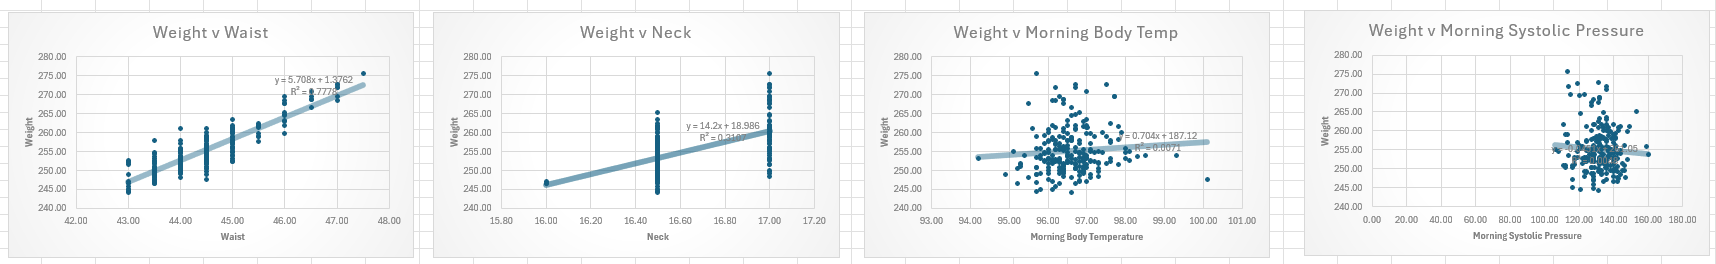 Weight v Waist
280.00
275.00
270.00
265.00
260.00
255.00
250.00
245.00
240.00
Weight
y = 5.708x + 1.3762
R² = 0.7778
42.00 43.00 44.00 45.00 46.00 47.00 48.00
Waist
Weight v Neck
280.00
275.00
270.00
265.00
260.00
255.00
250.00
245.00
240.00
Weight
y = 14.2x + 18.986
R² =
15.80 16.00 16.20 16.40 16.60 16.80 17.00 17.20
Neck
Weight v Morning Body Temp
280.00
275.00
270.00
265.00
260.00
255.00
250.00
245.00
240.00
Weight
y = 0.704x + 187.12
R² = 0.0071
93.00 94.00 95.00 96.00 97.00 98.00 99.00 100.00 101.00
Morning Body Temperature
Weight v Morning Systolic Pressure
280.00
275.00
270.00
265.00
260.00
255.00
250.00
245.00
240.00
Weight
0.00 20.00 40.00 60.00 80.00 100.00 120.00 140.00 160.00 180.00
Morning Systolic Pressure